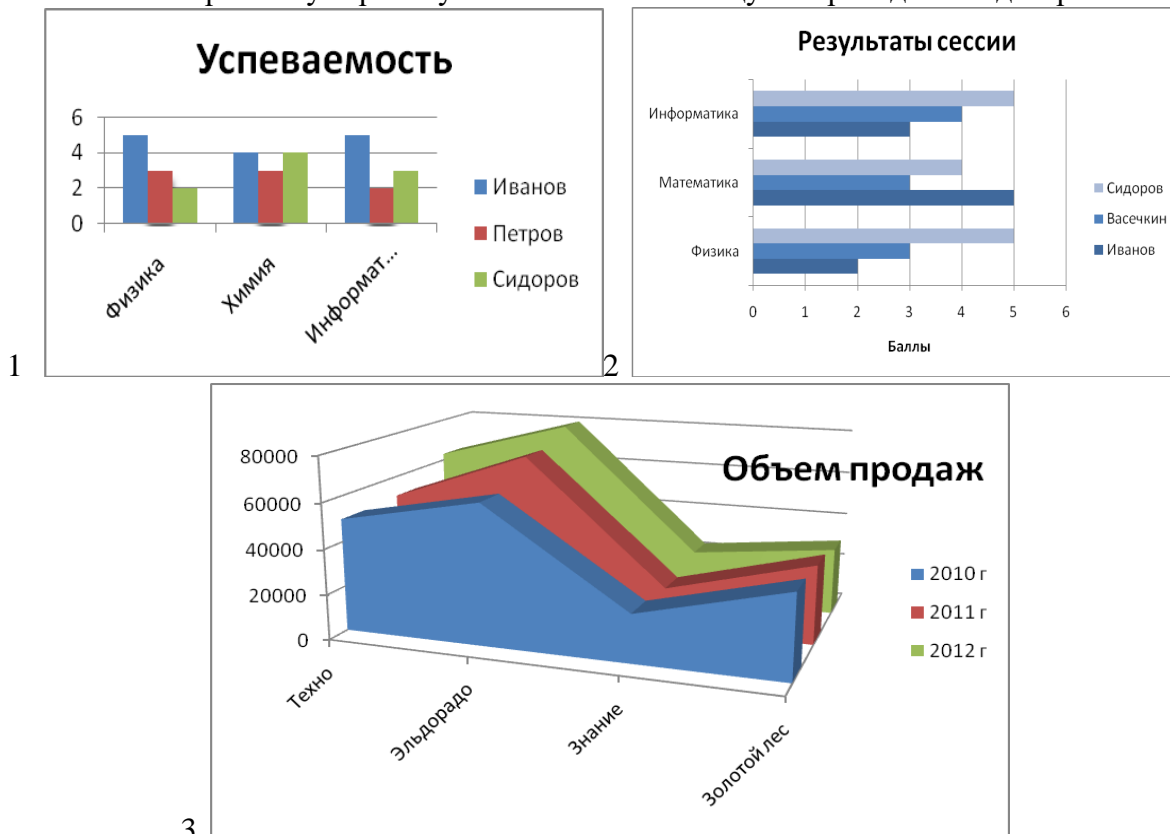 Успеваемость
6
4
2
0
Физика
Химия
Информат...
Иванов
Петров
Сидоров
1
Результаты сессии
Информатика
Математика
Физика
0 1 2 3 4 5 6
Баллы
Сидоров
Васечкин
Иванов
2
Объем продаж
80000
60000
40000
20000
0
Техно
Эльдорадо
Знание
Золотой лес
2010 г
2011 г
2012 г
3